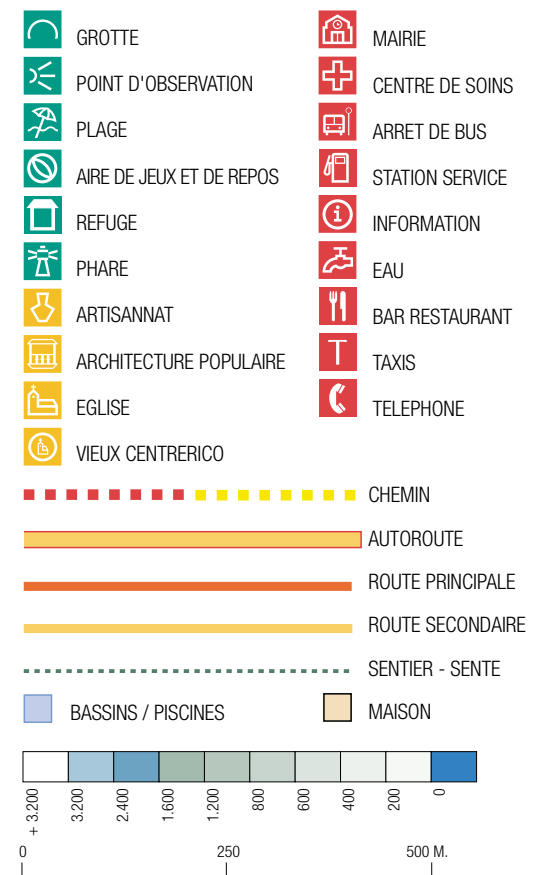 GROTTE
POINT D'OBSERVATION
PLAGE
AIRE DE JEUX ET DE REPOS
REFUGE
PHARE
ARTISANNAT
ARCHITECTURE POPULAIRE
EGLISE
VIEUX CENTRERICO
MAIRIE
CENTRE DE SOINS
ARRET DE BUS
STATION SERVICE
i INFORMATION
EAU
BAR RESTAURANT
T TAXIS
TELEPHONE
CHEMIN
AUTOROUTE
ROUTE PRINCIPALE
ROUTE SECONDAIRE
SENTIER - SENTE
BASSINS / PISCINES
MAISON
+ 3.200 3.200 2.400 1.600 1.200 800 600 400 200 0
0 250 500 M.